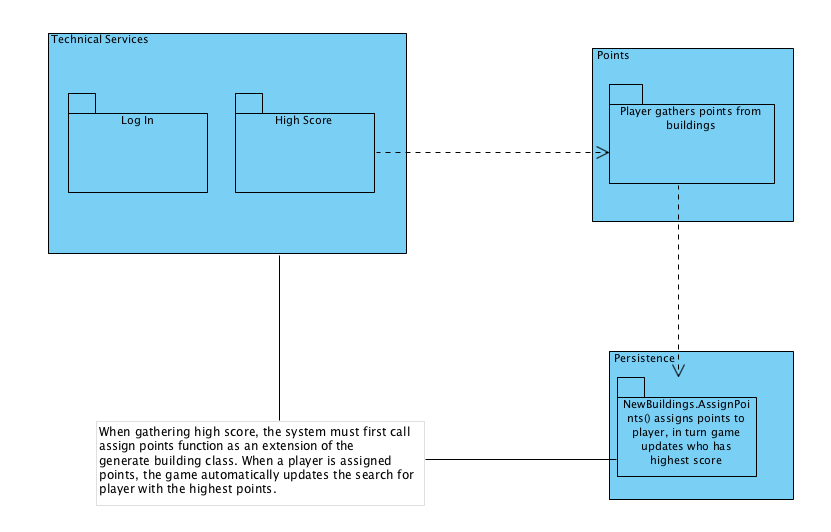 Technical Services
Log In
High Score
Points
Player gathers points from
buildings
Persistence
NewBuildings.AssignPoi
nts() assigns points to
player, in turn game
updates who has
highest score
When gathering high score, the system must first call
assign points function as an extension of the
generate building class. When a player is assigned
points, the game automatically updates the search for
player with the highest points.